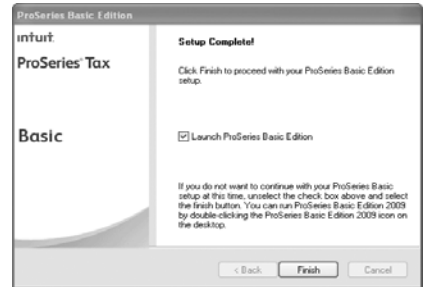 ProSeries Basic Edition
intuit.
ProSeries® Tax
Basic
Setup Complete!
Click Finish to proceed with your ProSeries Basic Edition
setup.
Launch ProSeries Basic Edition
If you do not want to continue with your ProSeries Basic
setup at this time, unselect the check box above and select
the finish button. You can run ProSeries Basic Edition 2009
by double-clicking the ProSeries Basic Edition 2009 icon on
the desktop.
< Back
Finish
Cancel